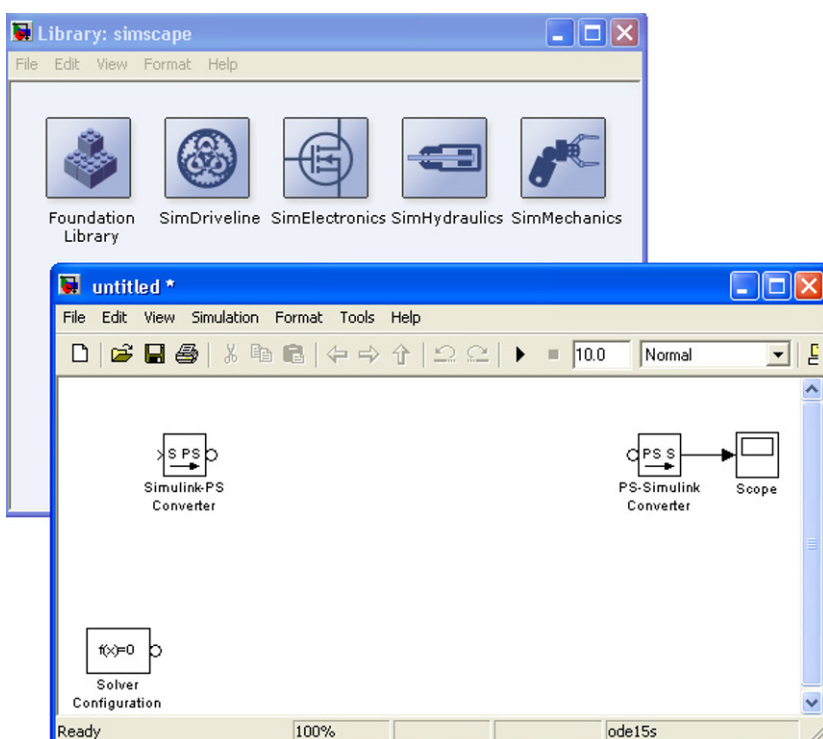 Library: simscape
File Edit View Format Help
Foundation Library
SimDriveline
SimElectronics
SimHydraulics
SimMechanics
untitled *
File Edit View Simulation Format Tools Help
10.0 Normal
S PS
Simulink-PS
Converter
PS S
PS-Simulink
Converter
Scope
f(x)=0
Solver
Configuration
Ready 100% ode15s